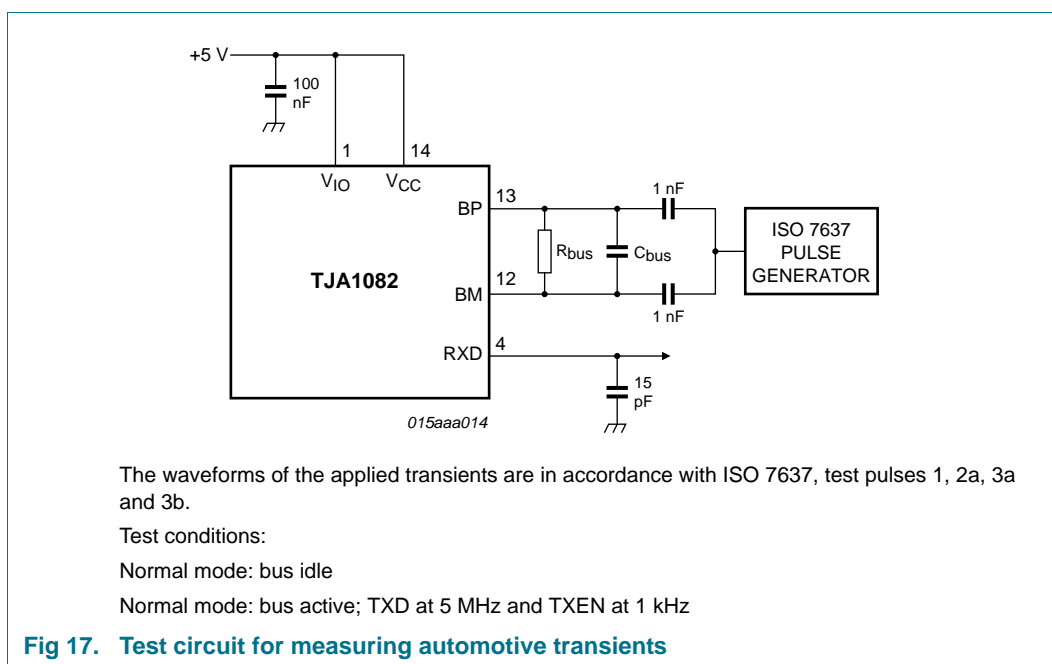 +5 V
100
nF
1
14
VIO
VCC
BP
13
1 nF
Rbus
Cbus
ISO 7637
PULSE
GENERATOR
TJA1082
BM
12
1 nF
RXD
4
15
pF
015aaa014
The waveforms of the applied transients are in accordance with ISO 7637, test pulses 1, 2a, 3a
and 3b.
Test conditions:
Normal mode: bus idle
Normal mode: bus active; TXD at 5 MHz and TXEN at 1 kHz
Fig 17. Test circuit for measuring automotive transients